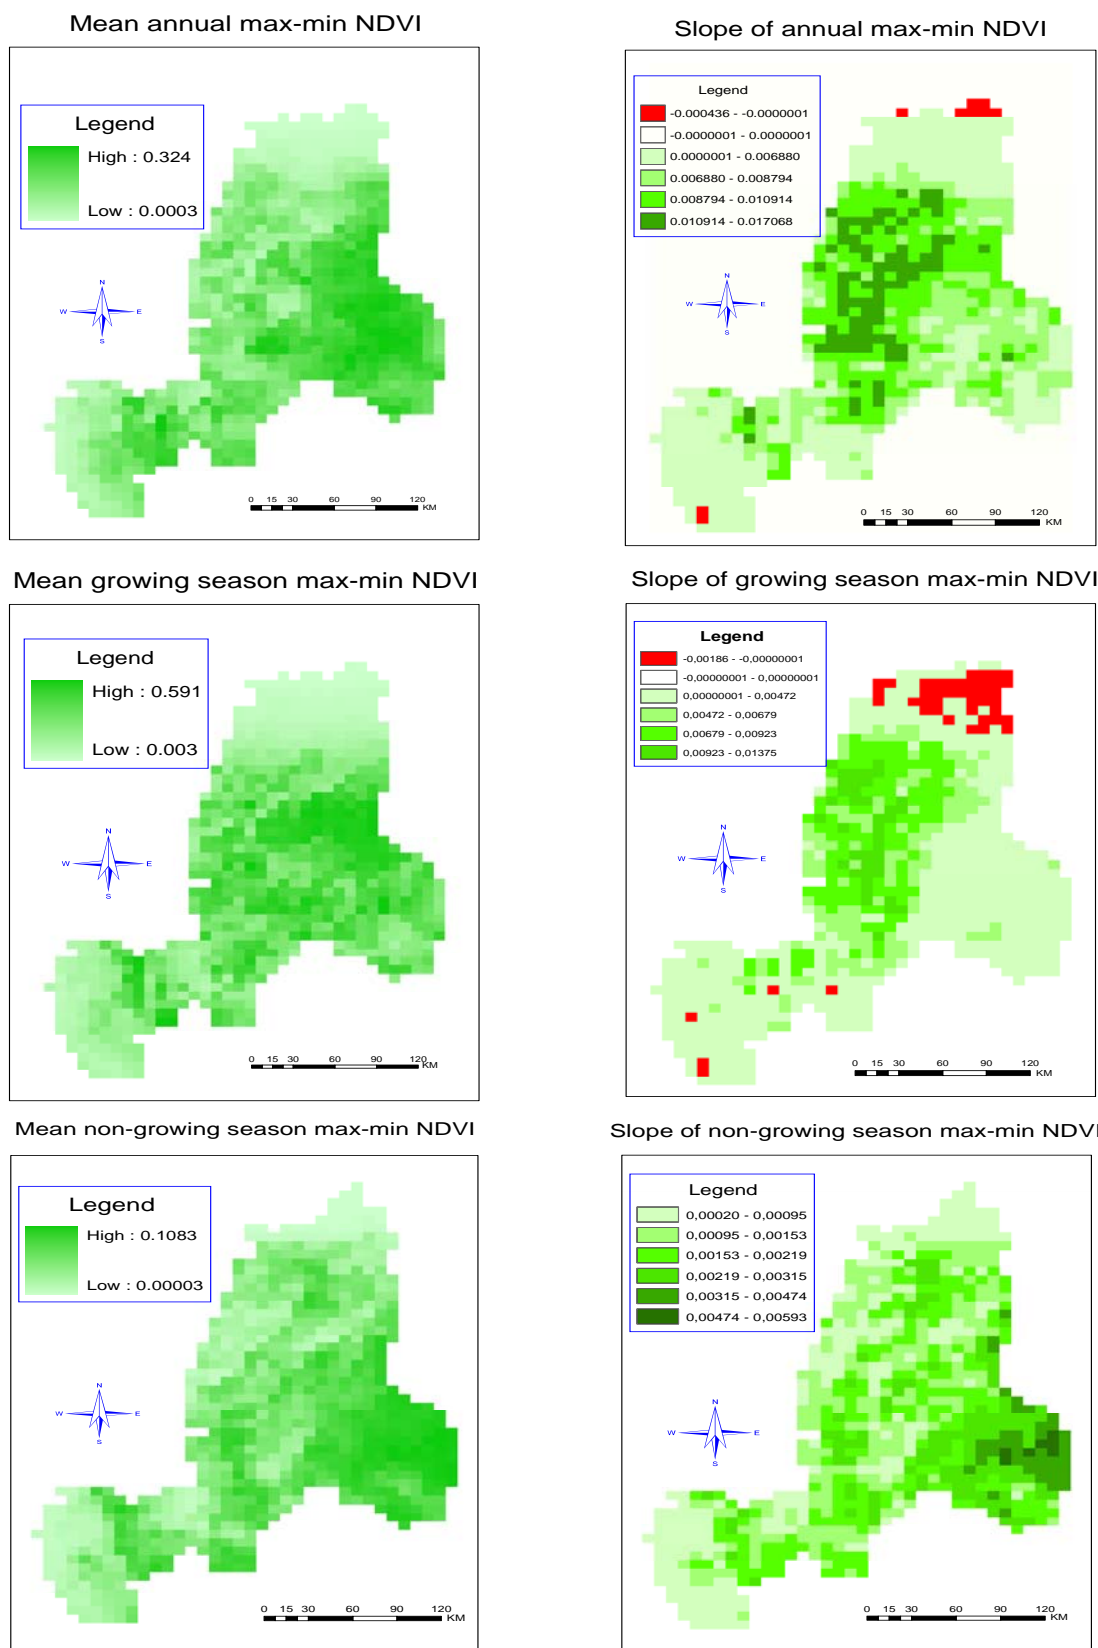 Mean annual max-min NDVI
Legend
High : 0.324
Low : 0.0003
N
W
E
S
0 15 30 60 90 120
KM
Slope of annual max-min NDVI
Legend
-0.000436 - -0.0000001
-0.0000001 - 0.0000001
0.0000001 - 0.006880
0.006880 - 0.008794
0.008794 - 0.010914
0.010914 - 0.017068
N
W
E
S
0 15 30 60 90 120
KM
Mean growing season max-min NDVI
Legend
High : 0.591
Low : 0.003
N
W
E
S
0 15 30 60 90 120
KM
Slope of growing season max-min NDVI
Legend
-0,00186 - -0,00000001
-0,00000001 - 0,00000001
0,00000001 - 0,00472
0,00472 - 0,00679
0,00679 - 0,00923
0,00923 - 0,01375
N
W
E
S
0 15 30 60 90 120
KM
Mean non-growing season max-min NDVI
Legend
High : 0.1083
Low : 0.00003
N
W
E
S
0 15 30 60 90 120
KM
Slope of non-growing season max-min NDVI
Legend
0,00020 - 0,00095
0,00095 - 0,00153
0,00153 - 0,00219
0,00219 - 0,00315
0,00315 - 0,00474
0,00474 - 0,00593
N
W
E
S
0 15 30 60 90 120
KM